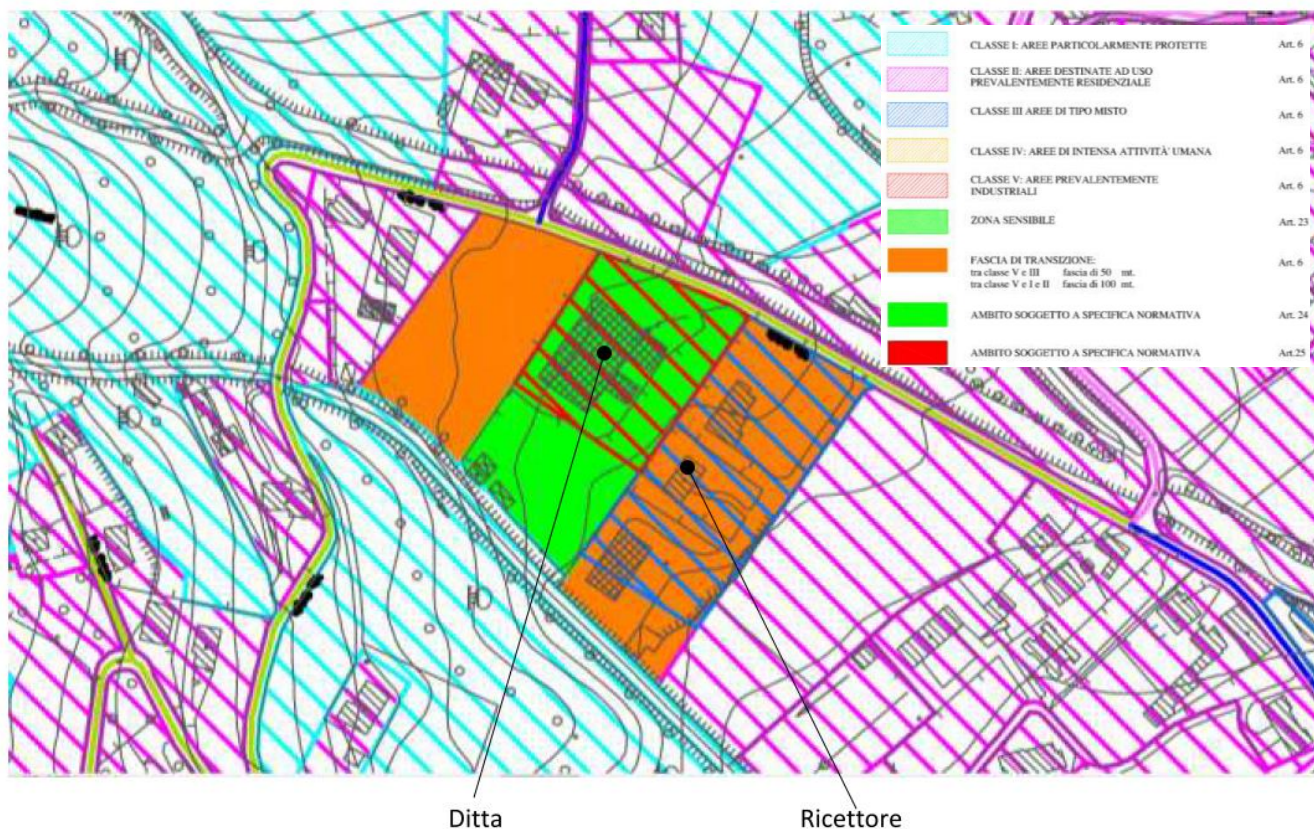 CLASSE I: AREE PARTICOLARMENTE PROTETTE Art. 6
CLASSE II: AREE DESTINATE AD USO
PREVALENTEMENTE RESIDENZIALE Art. 6
CLASSE III AREE DI TIPO MISTO Art. 6
CLASSE IV: AREE DI INTENSA ATTIVITÀ UMANA Art. 6
CLASSE V: AREE PREVALENTEMENTE
INDUSTRIALI Art. 6
ZONA SENSIBILE Art. 23
FASCIA DI TRANSIZIONE: Art. 6
tra classe V e III fascia di 50 mt.
tra classe V e I e II fascia di 100 mt.
AMBITO SOGGETTO A SPECIFICA NORMATIVA Art. 24
AMBITO SOGGETTO A SPECIFICA NORMATIVA Art.25
Ditta
Ricettore